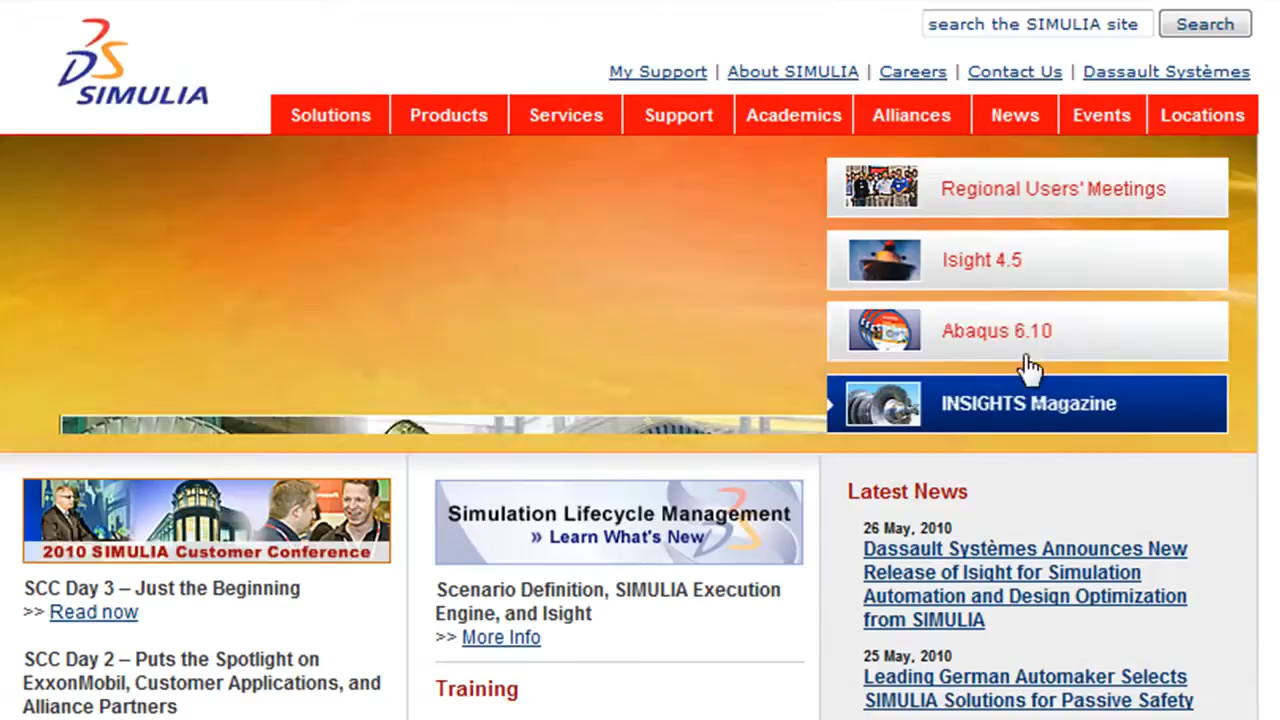 search the SIMULIA site Search
SIMULIA
My Support | About SIMULIA | Careers | Contact Us | Dassault Systèmes
Solutions Products Services Support Academics Alliances News Events Locations
Regional Users' Meetings
Isight 4.5
Abaqus 6.10
INSIGHTS Magazine
2010 SIMULIA Customer Conference
SCC Day 3 – Just the Beginning
>> Read now
SCC Day 2 – Puts the Spotlight on
ExxonMobil, Customer Applications, and
Alliance Partners
Simulation Lifecycle Management
» Learn What's New
Scenario Definition, SIMULIA Execution
Engine, and Isight
>> More Info
Training
Latest News
26 May, 2010
Dassault Systèmes Announces New
Release of Isight for Simulation
Automation and Design Optimization
from SIMULIA
25 May, 2010
Leading German Automaker Selects
SIMULIA Solutions for Passive Safety